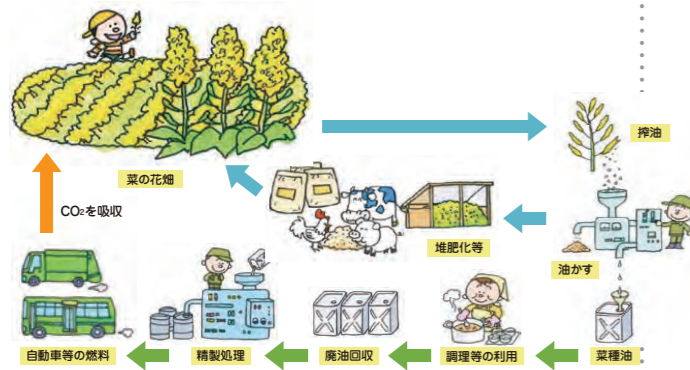 搾油
菜の花畑
CO2を吸収
堆肥化等
油かす
自動車等の燃料
精製処理
廃油回収
調理等の利用
菜種油